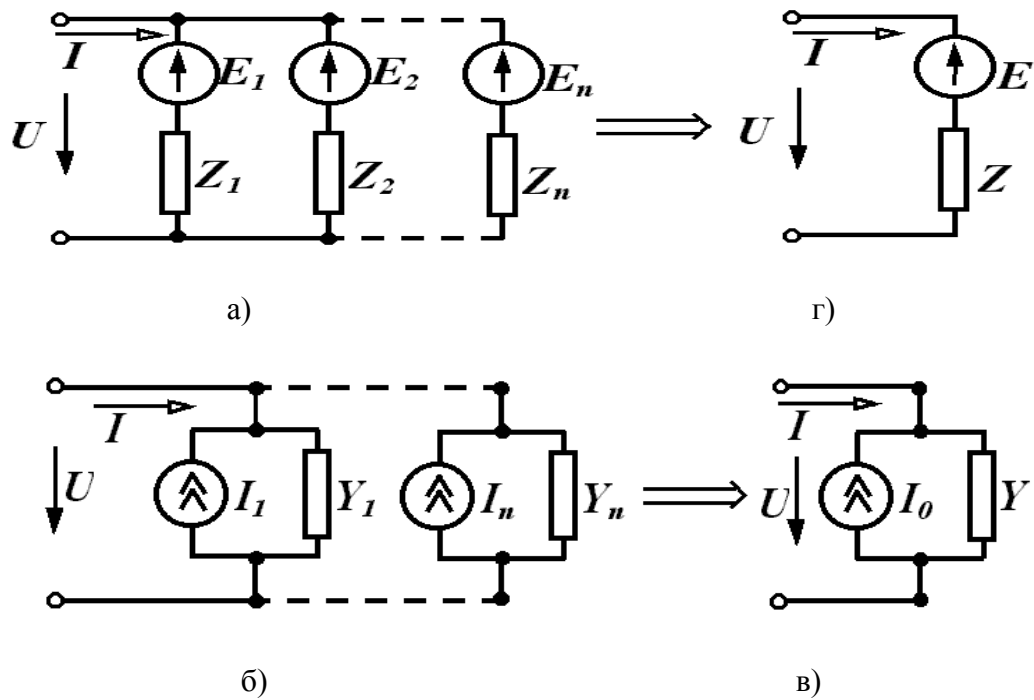 I E₁ E₂ Eₙ I E
U Z₁ Z₂ Zₙ U Z
а) г)
I I
U I₁ Y₁ Iₙ Yₙ U I₀ Y
б) в)